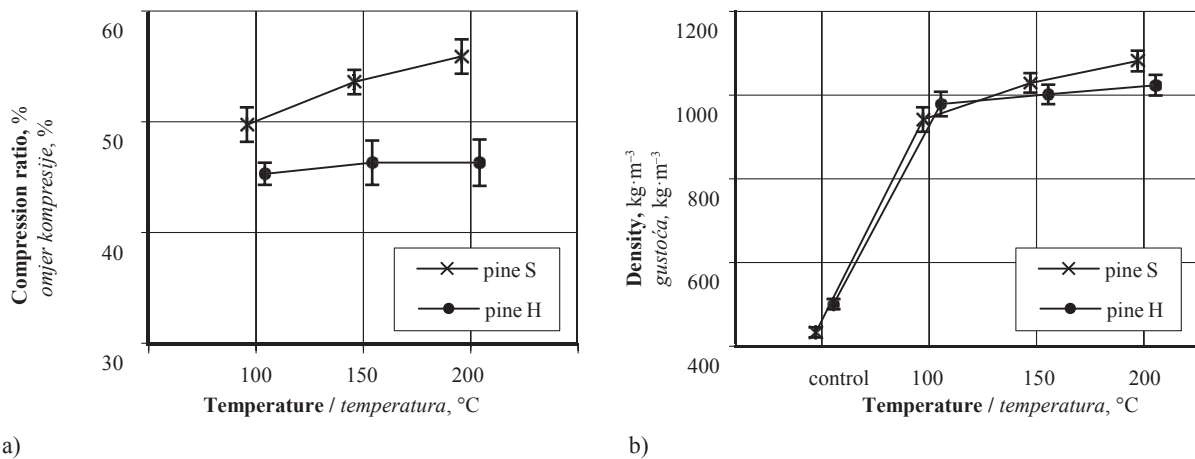 Compression ratio, %
omjer kompresije, %
60
50
40
30
pine S
pine H
100 150 200
Temperature / temperatura, °C
a)
Density, kg·m⁻³
gustoća, kg·m⁻³
1200
1000
800
600
400
pine S
pine H
control 100 150 200
Temperature / temperatura, °C
b)